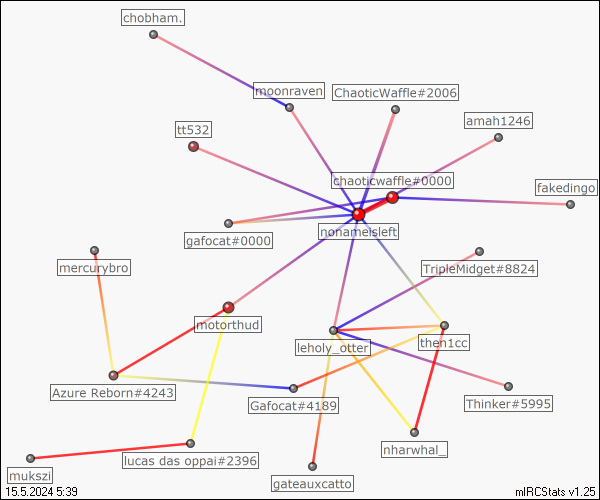 chobham.
moonraven
ChaoticWaffle#2006
amah1246
tt532
chaoticwaffle#0000
fakedingo
gafocat#0000
nonameisleft
mercurybro
TripleMidget#8824
motorthud
leholy_otter
then1cc
Azure Reborn#4243
Gafocat#4189
Thinker#5995
nharwhal_
mukszi
lucas das oppai#2396
gateauxcatto
15.5.2024 5:39
mIRCStats v1.25